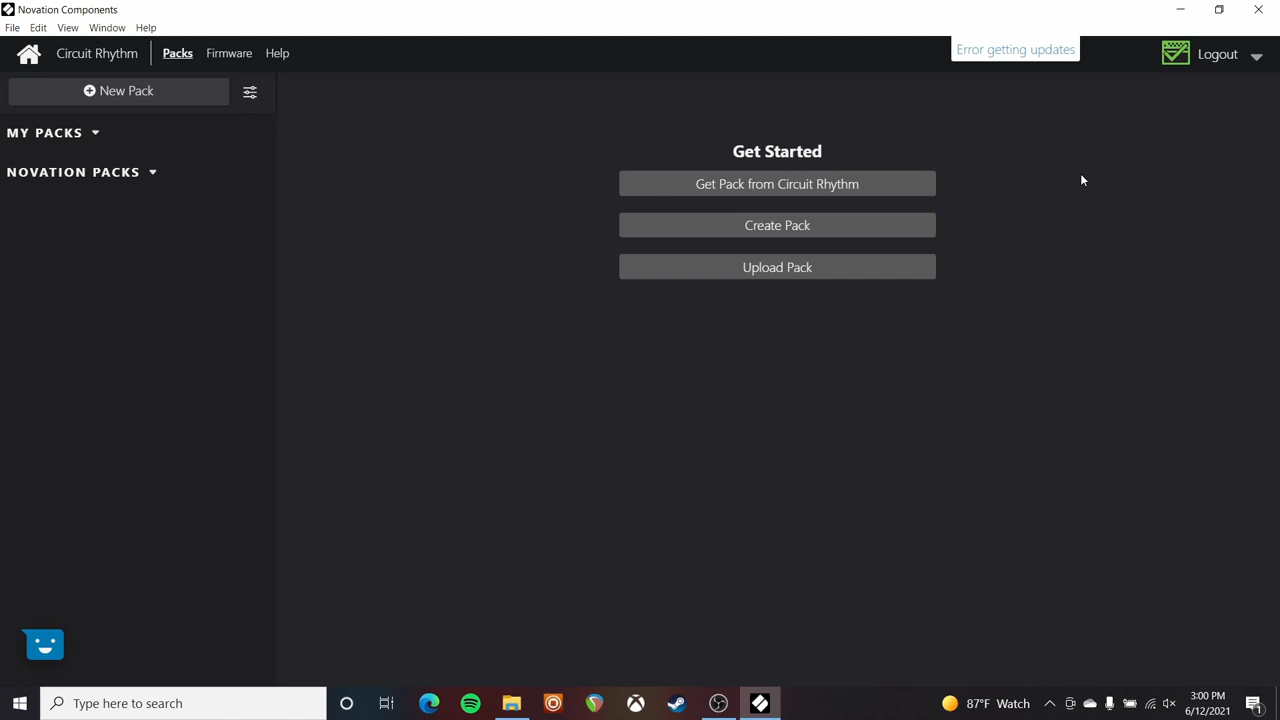 Novation Components
File Edit View Window Help
Circuit Rhythm Packs Firmware Help
Error getting updates
Logout
New Pack
MY PACKS
NOVATION PACKS
Get Started
Get Pack from Circuit Rhythm
Create Pack
Upload Pack
Type here to search
87°F Watch
3:00 PM
6/12/2021
1